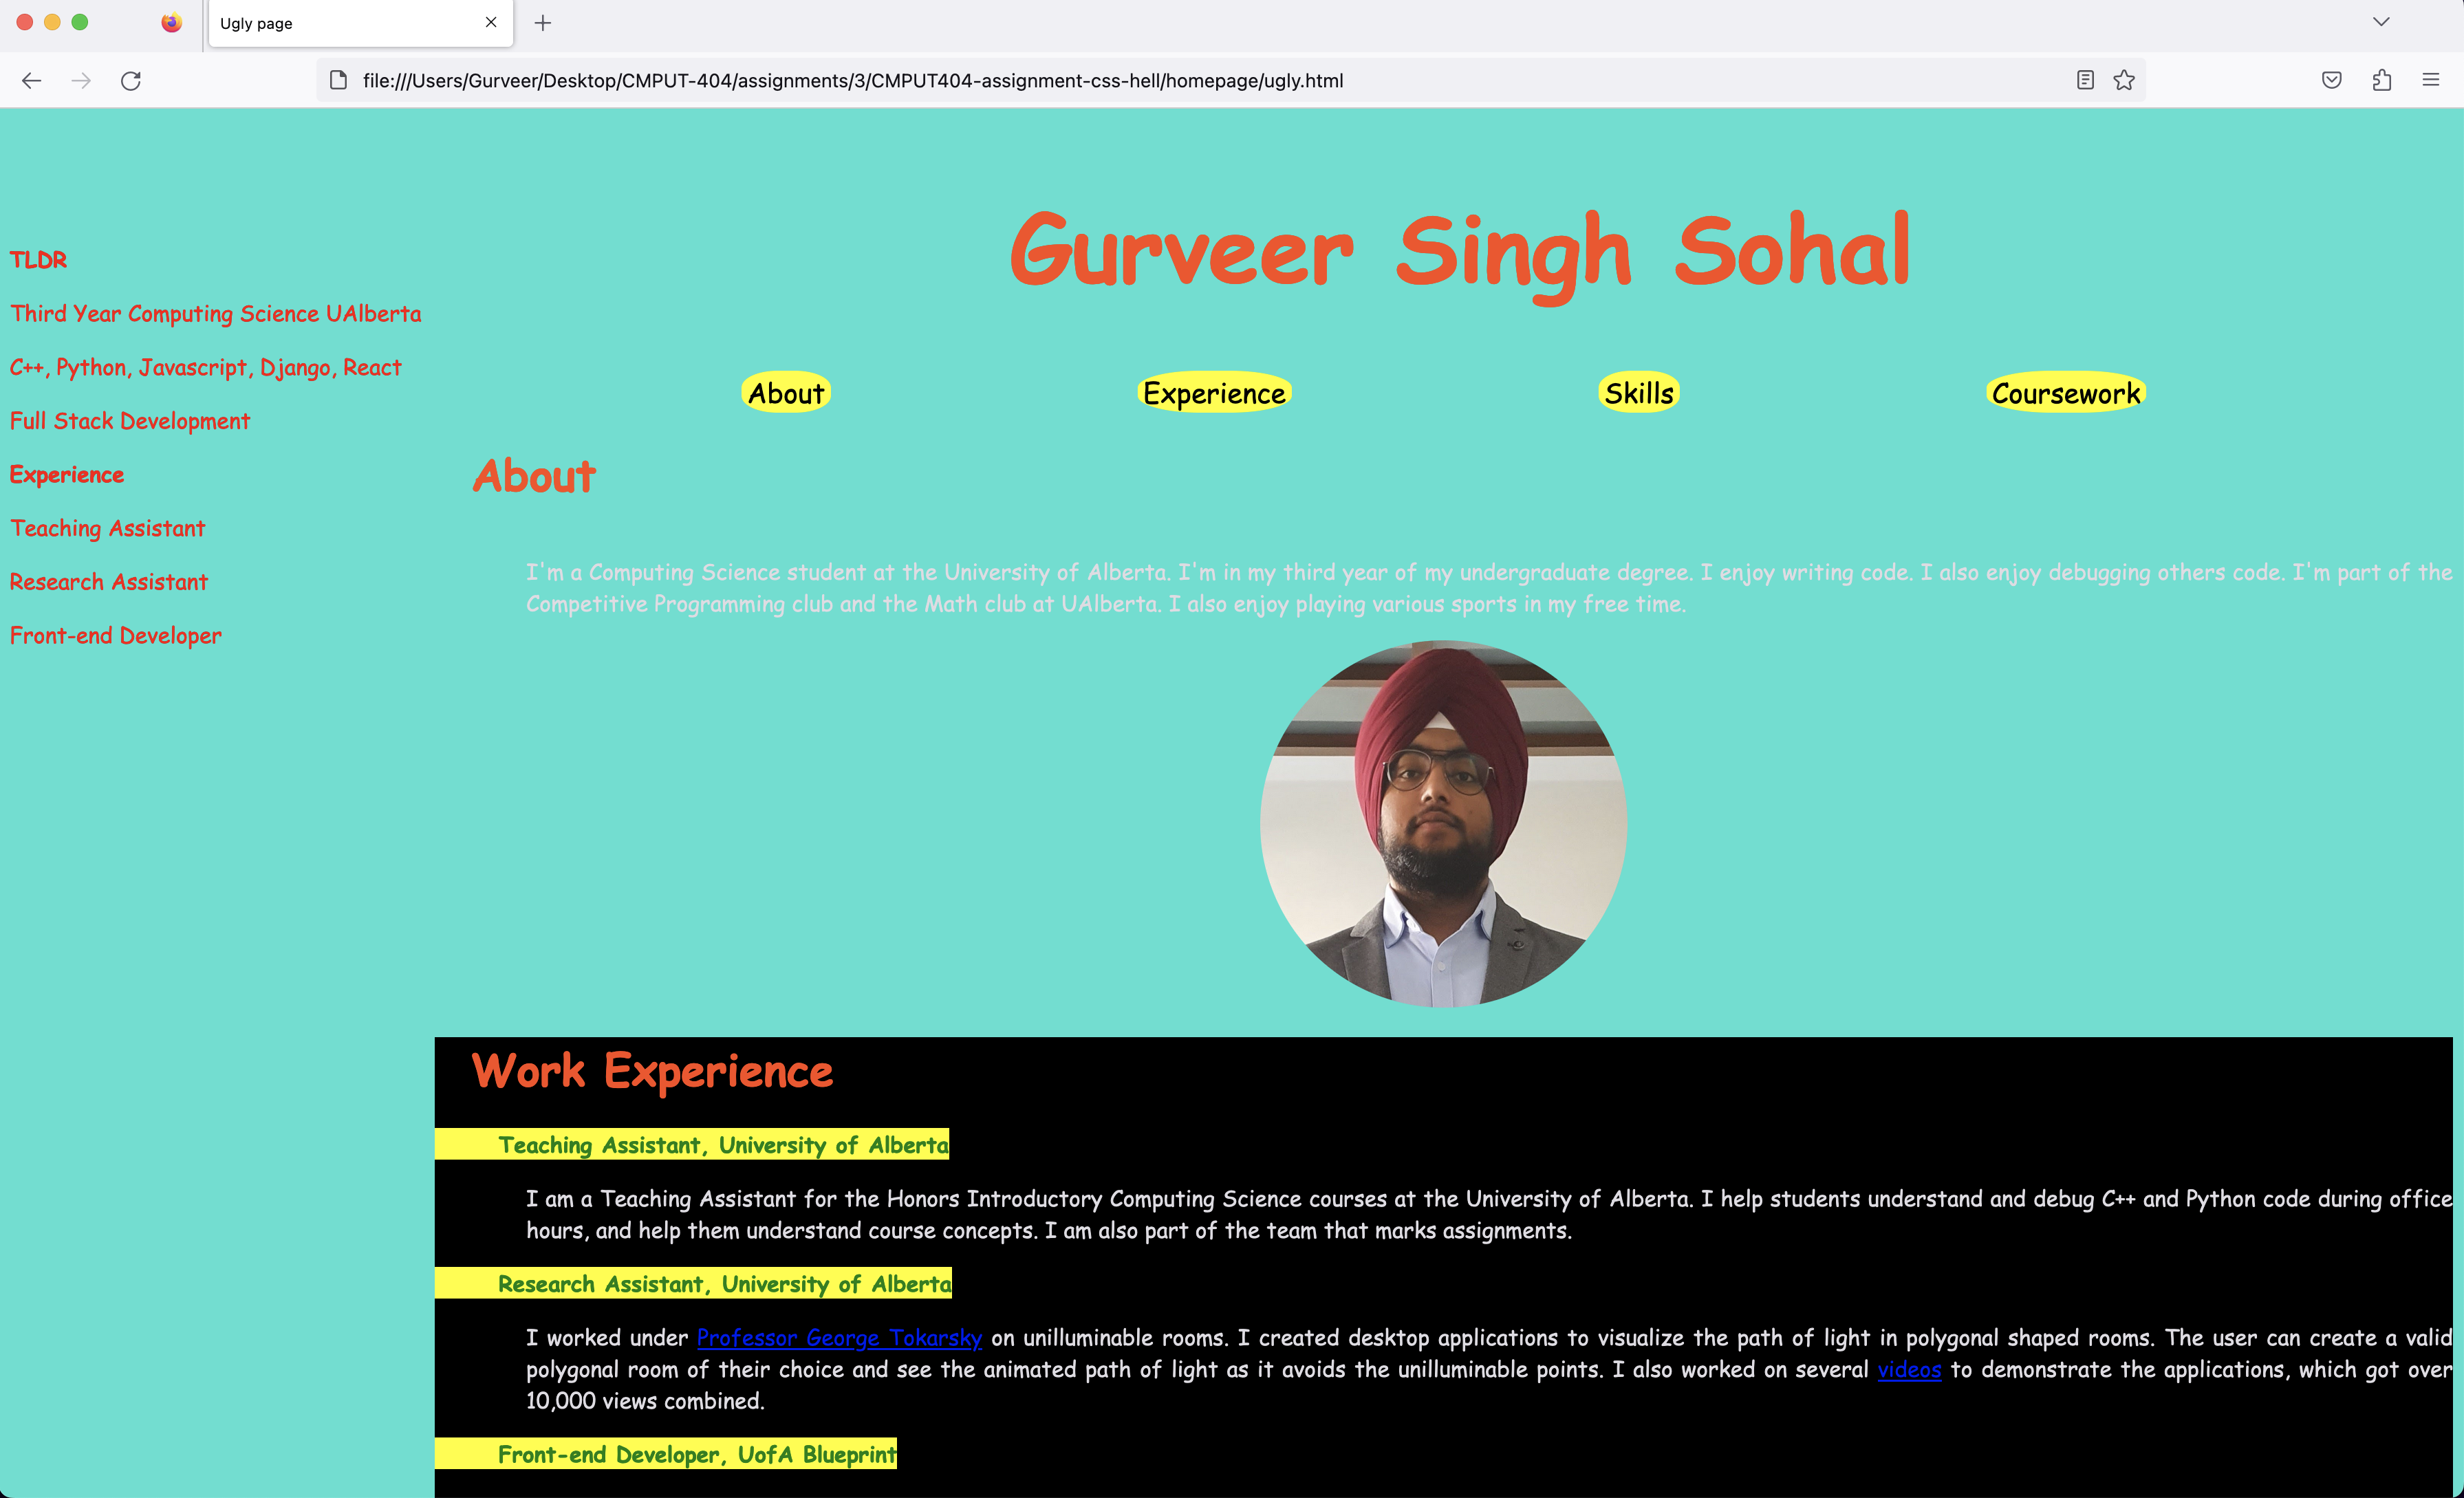 Ugly page
file:///Users/Gurveer/Desktop/CMPUT-404/assignments/3/CMPUT404-assignment-css-hell/homepage/ugly.html
TLDR
Third Year Computing Science UAlberta
C++, Python, Javascript, Django, React
Full Stack Development
Experience
Teaching Assistant
Research Assistant
Front-end Developer
Gurveer Singh Sohal
About Experience Skills Coursework
About
I'm a Computing Science student at the University of Alberta. I'm in my third year of my undergraduate degree. I enjoy writing code. I also enjoy debugging others code. I'm part of the
Competitive Programming club and the Math club at UAlberta. I also enjoy playing various sports in my free time.
Work Experience
Teaching Assistant, University of Alberta
I am a Teaching Assistant for the Honors Introductory Computing Science courses at the University of Alberta. I help students understand and debug C++ and Python code during office
hours, and help them understand course concepts. I am also part of the team that marks assignments.
Research Assistant, University of Alberta
I worked under Professor George Tokarsky on unilluminable rooms. I created desktop applications to visualize the path of light in polygonal shaped rooms. The user can create a valid
polygonal room of their choice and see the animated path of light as it avoids the unilluminable points. I also worked on several videos to demonstrate the applications, which got over
10,000 views combined.
Front-end Developer, UofA Blueprint